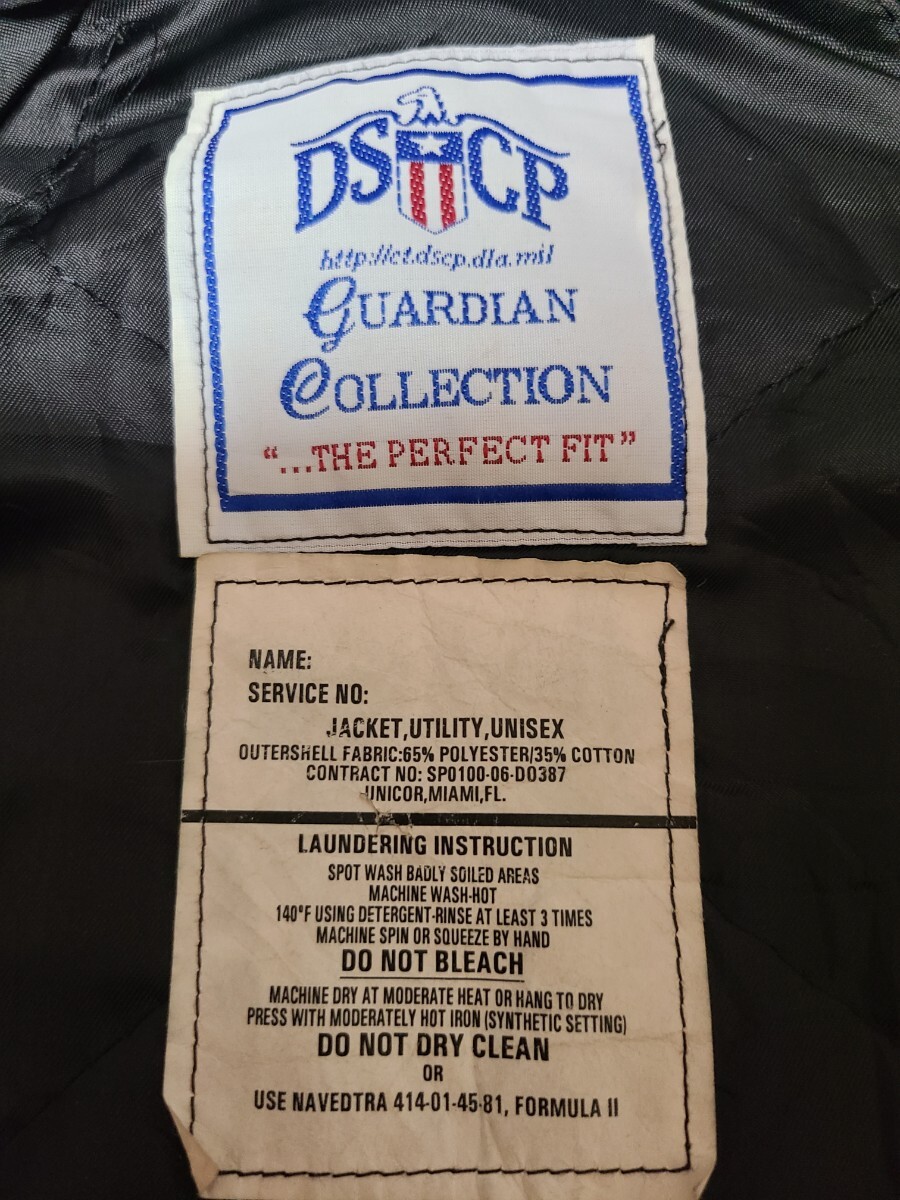 DSCP
http://ct.dscp.dla.mil
GUARDIAN
COLLECTION
“...THE PERFECT FIT”
NAME:
SERVICE NO:
JACKET,UTILITY,UNISEX
OUTERSHELL FABRIC:65% POLYESTER/35% COTTON
CONTRACT NO: SP0100-06-D0387
UNICOR,MIAMI,FL.
LAUNDERING INSTRUCTION
SPOT WASH BADLY SOILED AREAS
MACHINE WASH-HOT
140°F USING DETERGENT-RINSE AT LEAST 3 TIMES
MACHINE SPIN OR SQUEEZE BY HAND
DO NOT BLEACH
MACHINE DRY AT MODERATE HEAT OR HANG TO DRY
PRESS WITH MODERATELY HOT IRON (SYNTHETIC SETTING)
DO NOT DRY CLEAN
OR
USE NAVEDTRA 414-01-45-81, FORMULA II